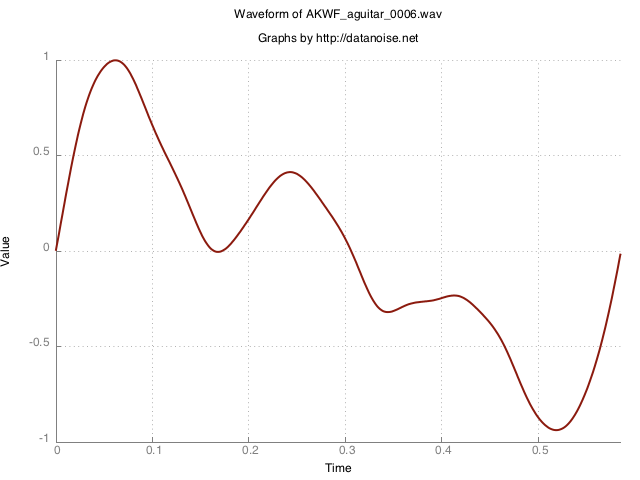 Waveform of AKWF_aguitar_0006.wav
Graphs by http://datanoise.net
1
0.5
0
-0.5
-1
Value
0
0.1
0.2
0.3
0.4
0.5
Time